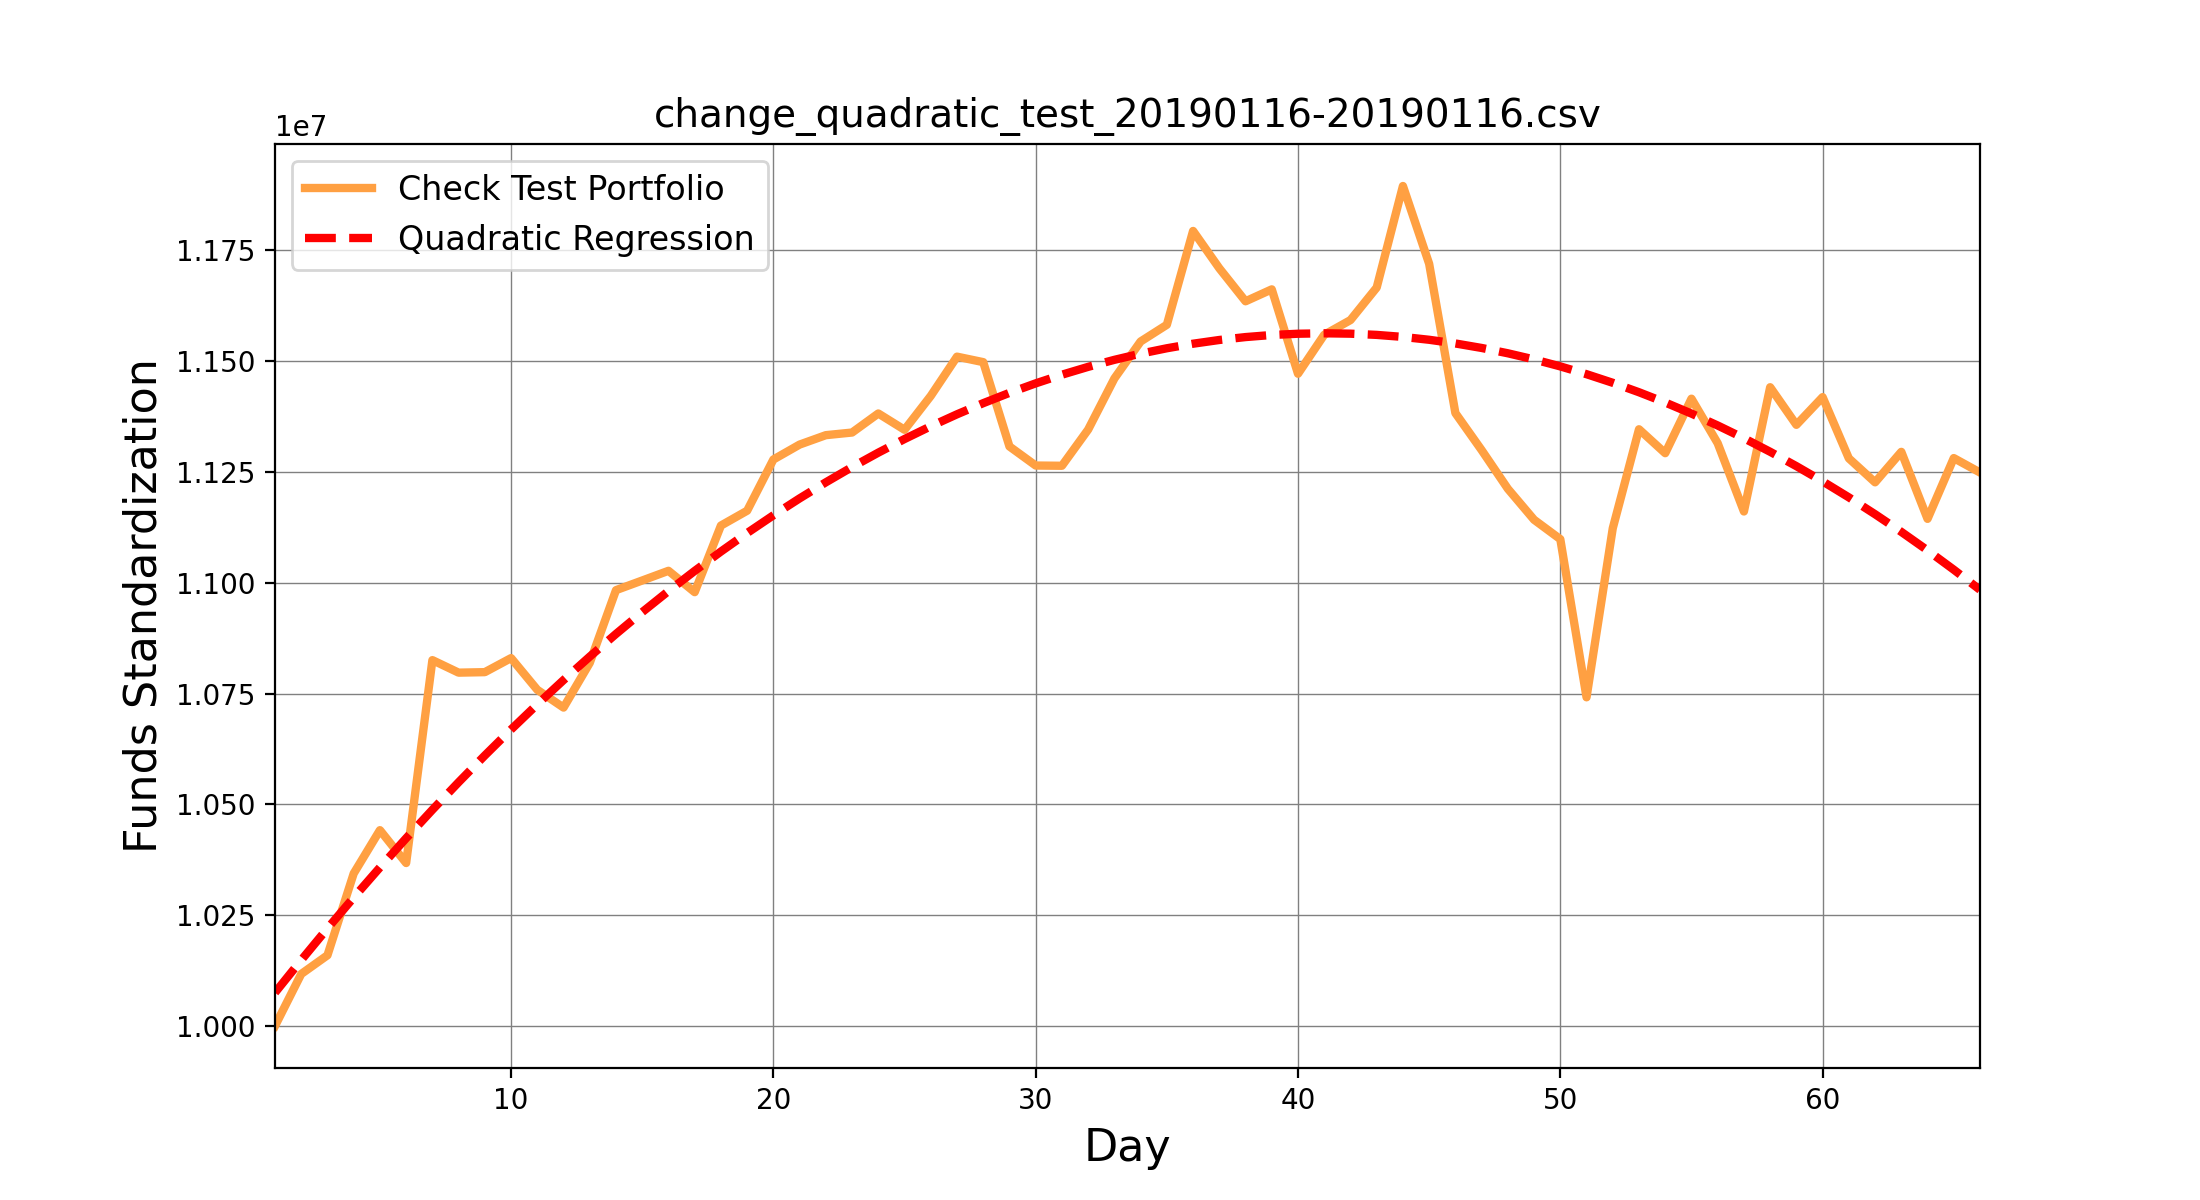 change_quadratic_test_20190116-20190116.csv
1e7
Check Test Portfolio
Quadratic Regression
Funds Standardization
1.175
1.150
1.125
1.100
1.075
1.050
1.025
1.000
10 20 30 40 50 60
Day